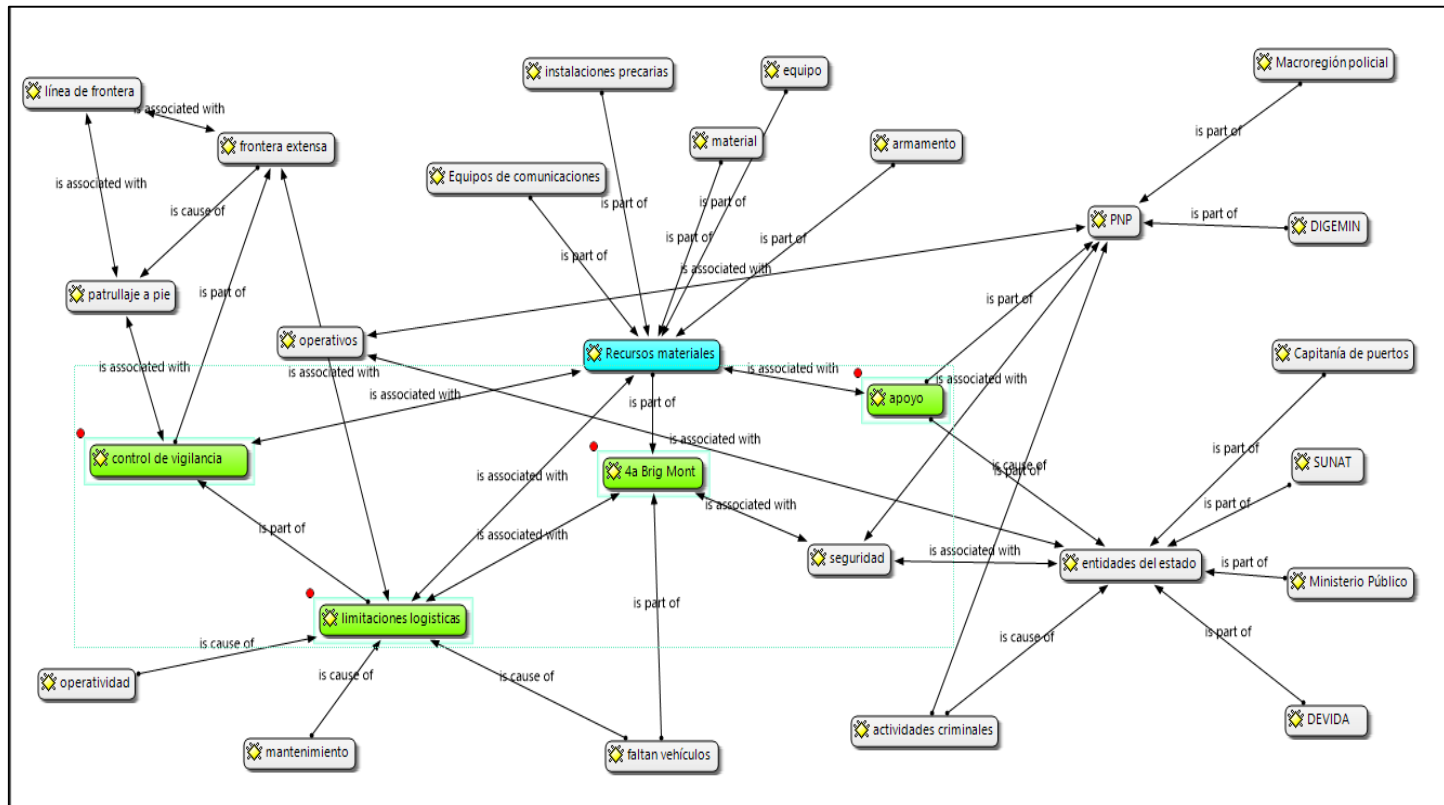 Macroregión policial
instalaciones precarias
equipo
línea de frontera
is associated with
is part of
frontera extensa
material
armamento
Equipos de comunicaciones
is associated with
is part of
is part of
is cause of
PNP
is part of
DIGEMIN
is part of
is part of
is part of
is associated with
patrullaje a pie
is part of
is part of
operativos
Recursos materiales
Capitanía de puertos
is associated with
is associated with
is associated with
is associated with
is associated with
apoyo
is part of
is associated with
is part of
control de vigilancia
4a Brig Mont
is cause of
is part of
SUNAT
is associated with
is associated with
is part of
is part of
is associated with
is associated with
seguridad
entidades del estado
is part of
Ministerio Público
is part of
limitaciones logisticas
is cause of
is cause of
is part of
operatividad
is cause of
is cause of
mantenimiento
faltan vehículos
actividades criminales
DEVIDA